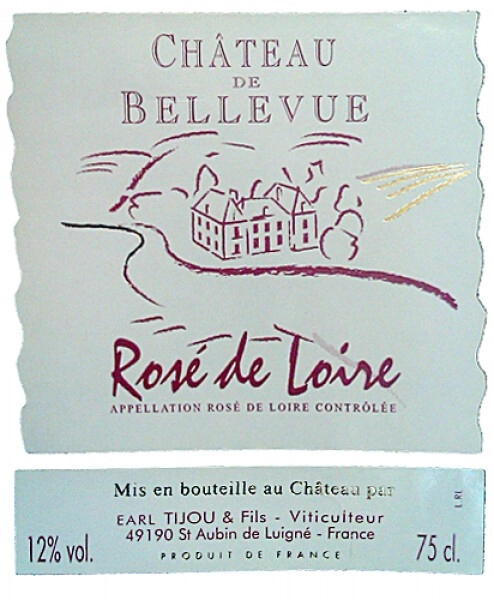 CHÂTEAU
DE
BELLEVUE
Rosé de Loire
APPELLATION ROSÉ DE LOIRE CONTRÔLÉE
Mis en bouteille au Château par
EARL TIJOU & Fils - Viticulteur
49190 St Aubin de Luigné - France
12% vol. PRODUIT DE FRANCE 75 cl.
L RL